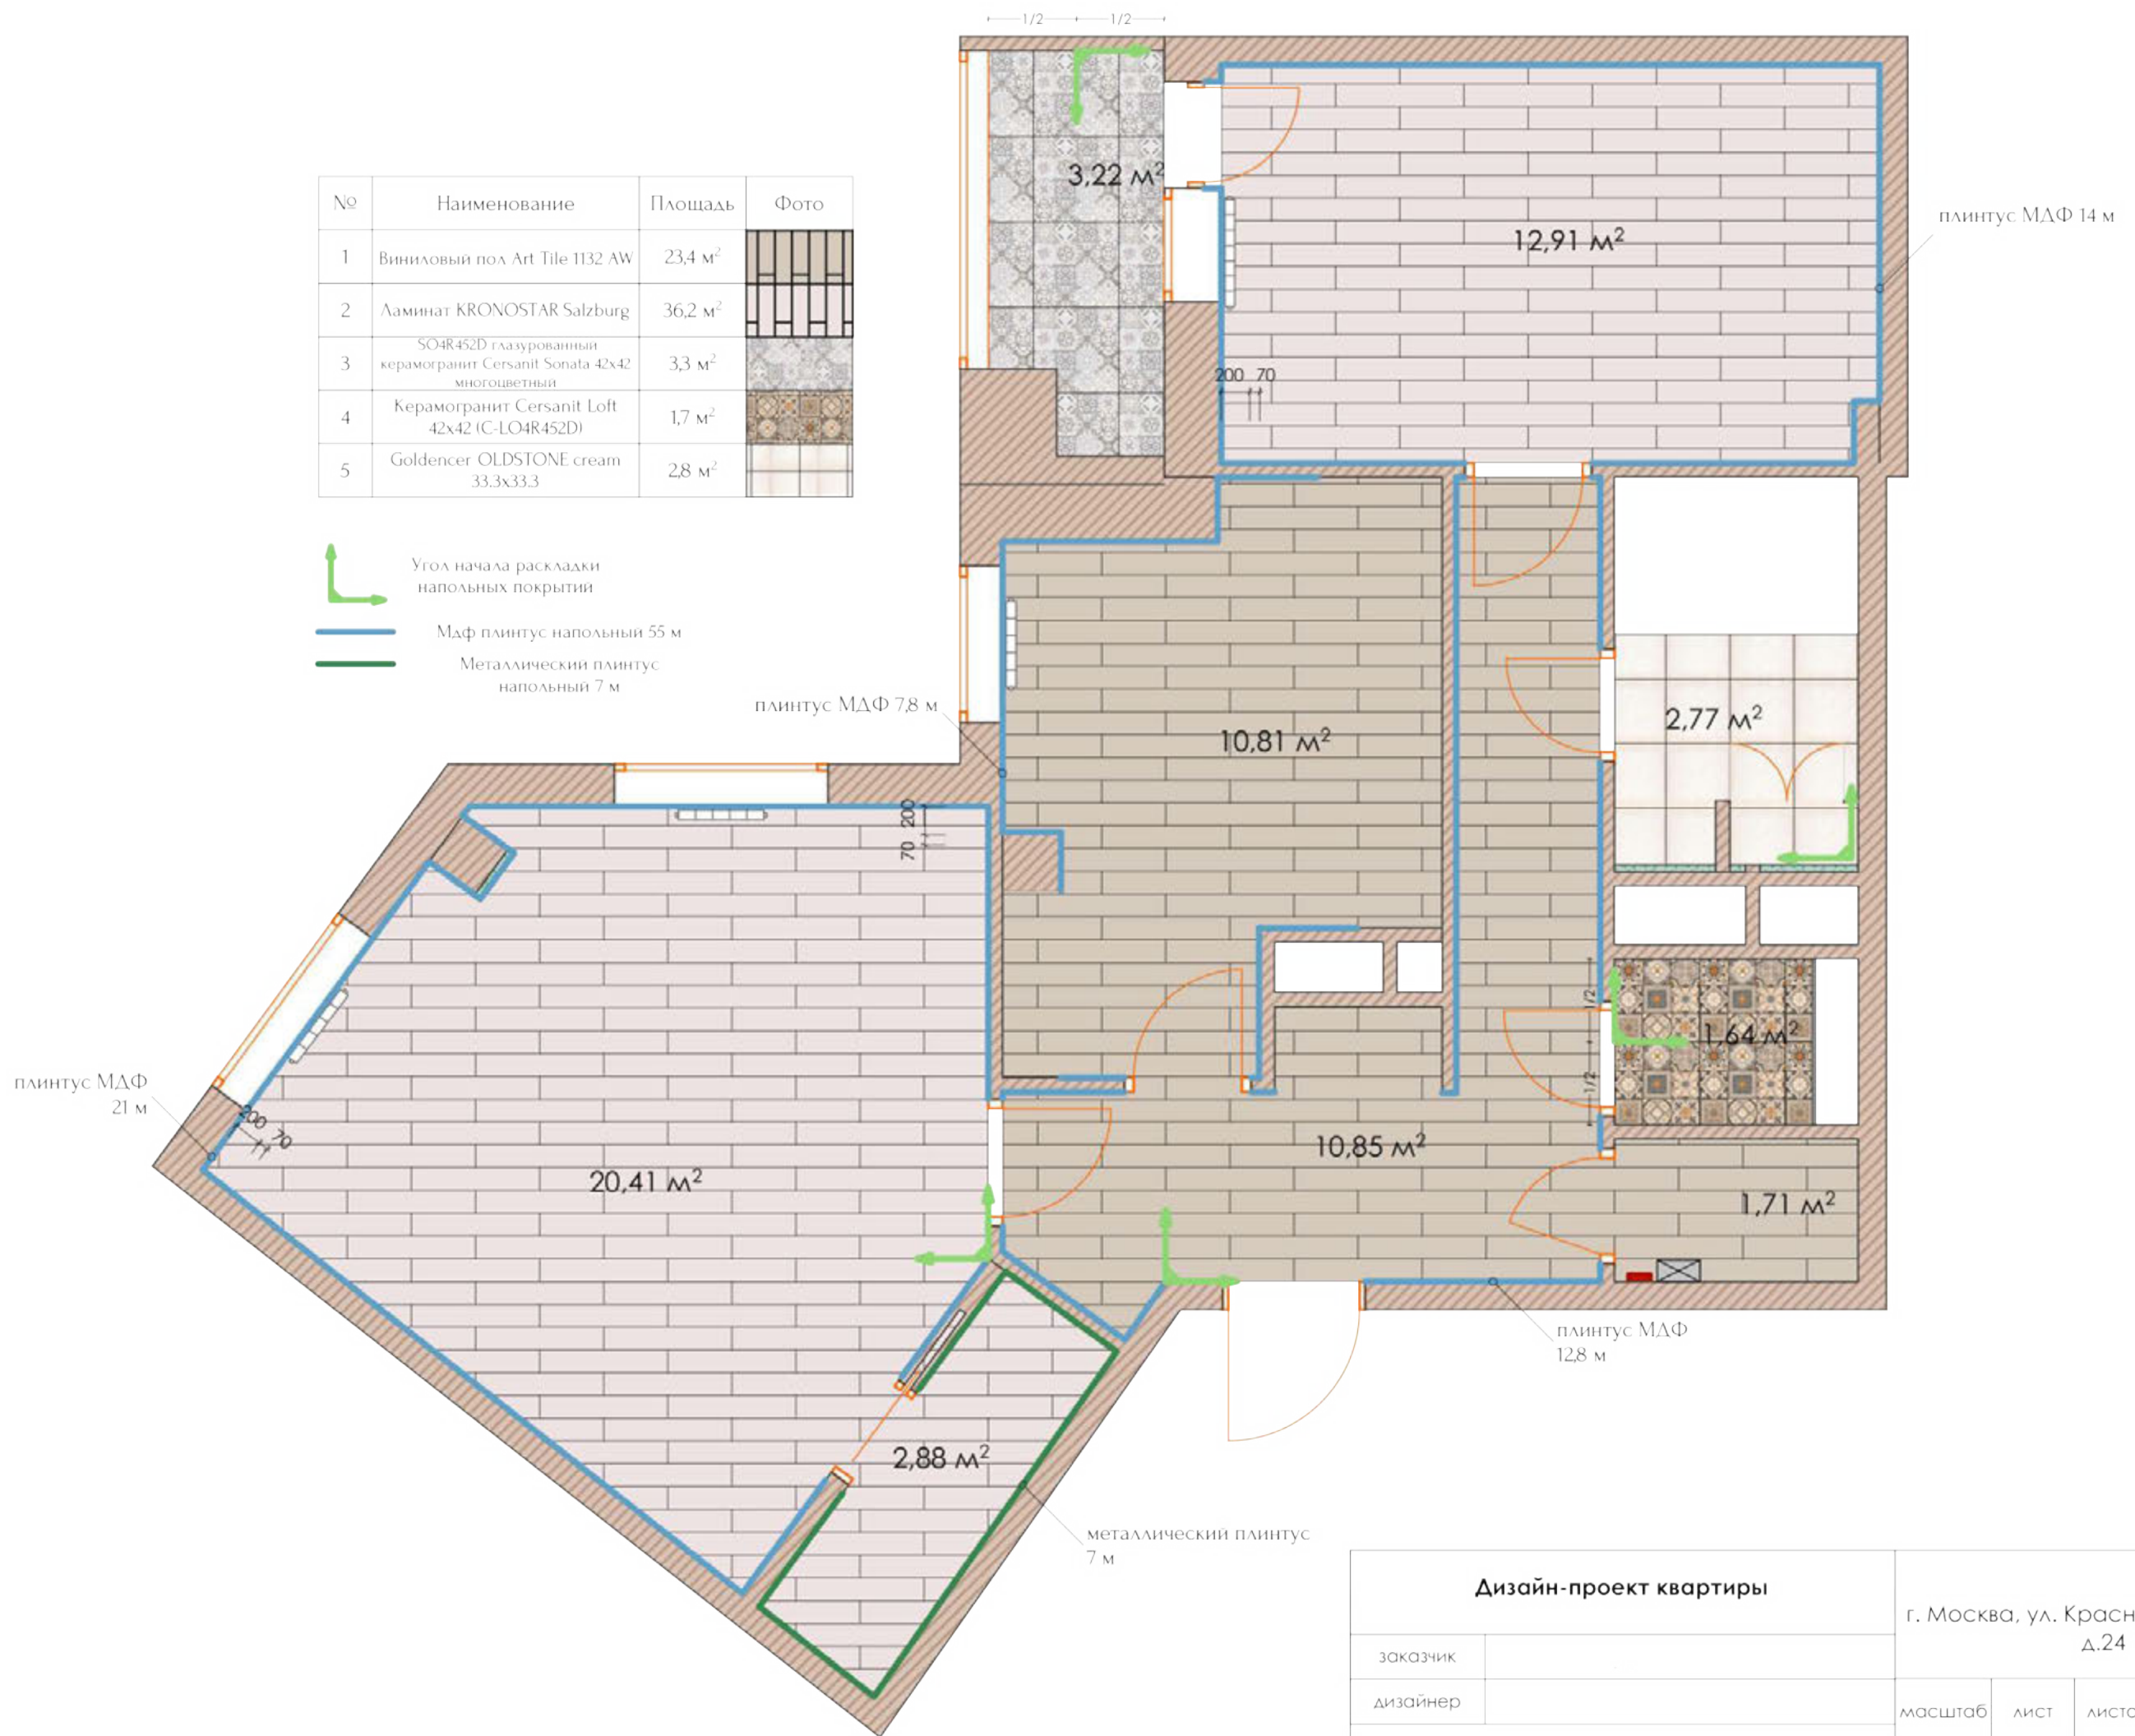 1/2 1/2
№ Наименование Площадь Фото
1 Виниловый пол Art Tile 1132 AW 23,4 м²
2 Ламинат KRONOSTAR Salzburg 36,2 м²
3 SO4R452D глазурованный
керамогранит Cersanit Sonata 42x42
многоцветный 3,3 м²
4 Керамогранит Cersanit Loft
42x42 (C-LO4R452D) 1,7 м²
5 Goldencer OLDSTONE cream
33.3x33.3 2,8 м²
Угол начала раскладки
напольных покрытий
Мдф плинтус напольный 55 м
Металлический плинтус
напольный 7 м
3,22 м²
12,91 м²
плинтус МДФ 14 м
200 70
плинтус МДФ 7,8 м
10,81 м²
2,77 м²
70 200
1/2
1/2
1,64 м²
плинтус МДФ
21 м
200 70
20,41 м²
10,85 м²
1,71 м²
плинтус МДФ
12,8 м
2,88 м²
металлический плинтус
7 м
Дизайн-проект квартиры
г. Москва, ул. Красн
д.24
заказчик
дизайнер
масштаб лист листо